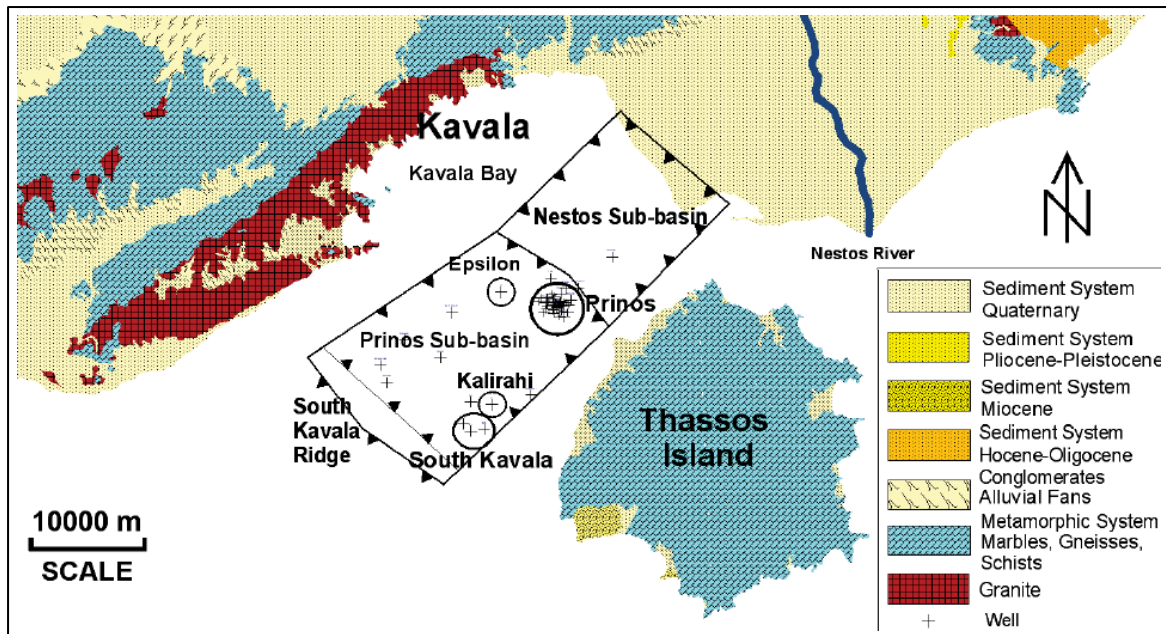 Kavala
Kavala Bay
Nestos Sub-basin
Nestos River
Epsilon
Prinos
Prinos Sub-basin
Kalirahi
South
Kavala
Ridge
South Kavala
Thassos
Island
N
10000 m
SCALE
Sediment System
Quaternary
Sediment System
Pliocene-Pleistocene
Sediment System
Miocene
Sediment System
Hocene-Oligocene
Conglomerates
Alluvial Fans
Metamorphic System
Marbles, Gneisses,
Schists
Granite
Well